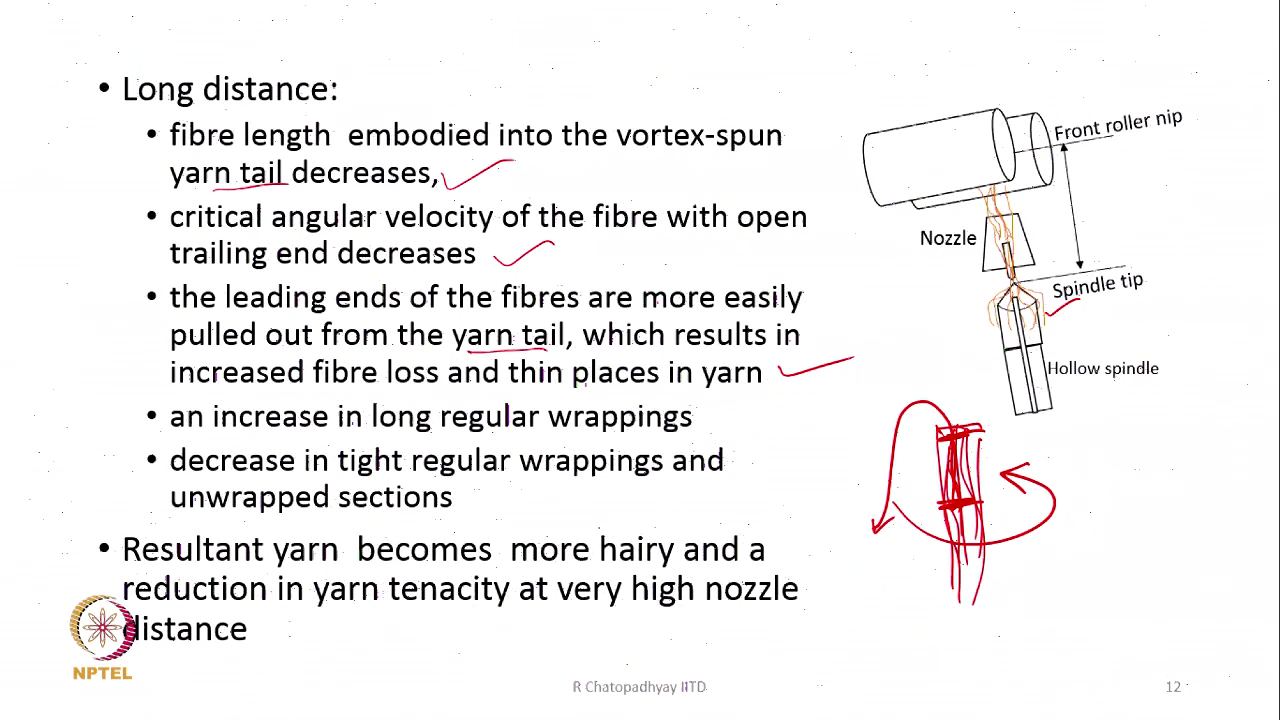 • Long distance:
• fibre length embodied into the vortex-spun
yarn tail decreases,
• critical angular velocity of the fibre with open
trailing end decreases
• the leading ends of the fibres are more easily
pulled out from the yarn tail, which results in
increased fibre loss and thin places in yarn
• an increase in long regular wrappings
• decrease in tight regular wrappings and
unwrapped sections
• Resultant yarn becomes more hairy and a
reduction in yarn tenacity at very high nozzle
distance
Front roller nip
Nozzle
Spindle tip
Hollow spindle
NPTEL
R Chatopadhyay IITD
12